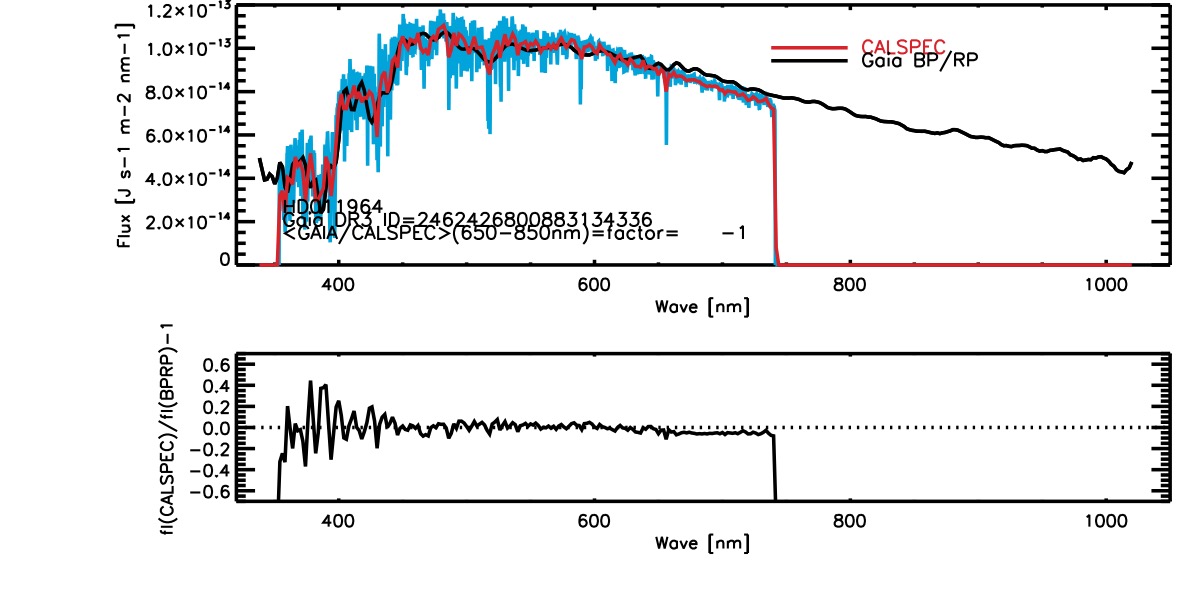 1.2×10−13
1.0×10−13
8.0×10−14
6.0×10−14
4.0×10−14
2.0×10−14
0
Flux [J s−1 m−2 nm−1]
CALSPEC
Gaia BP/RP
HD011964
Gaia DR3 ID=2462426800883134336
<GAIA/CALSPEC>(650−850nm)=factor= −1
400 600 800 1000
Wave [nm]
fl(CALSPEC)/fl(BPRP)−1
0.6
0.4
0.2
0.0
−0.2
−0.4
−0.6
400 600 800 1000
Wave [nm]